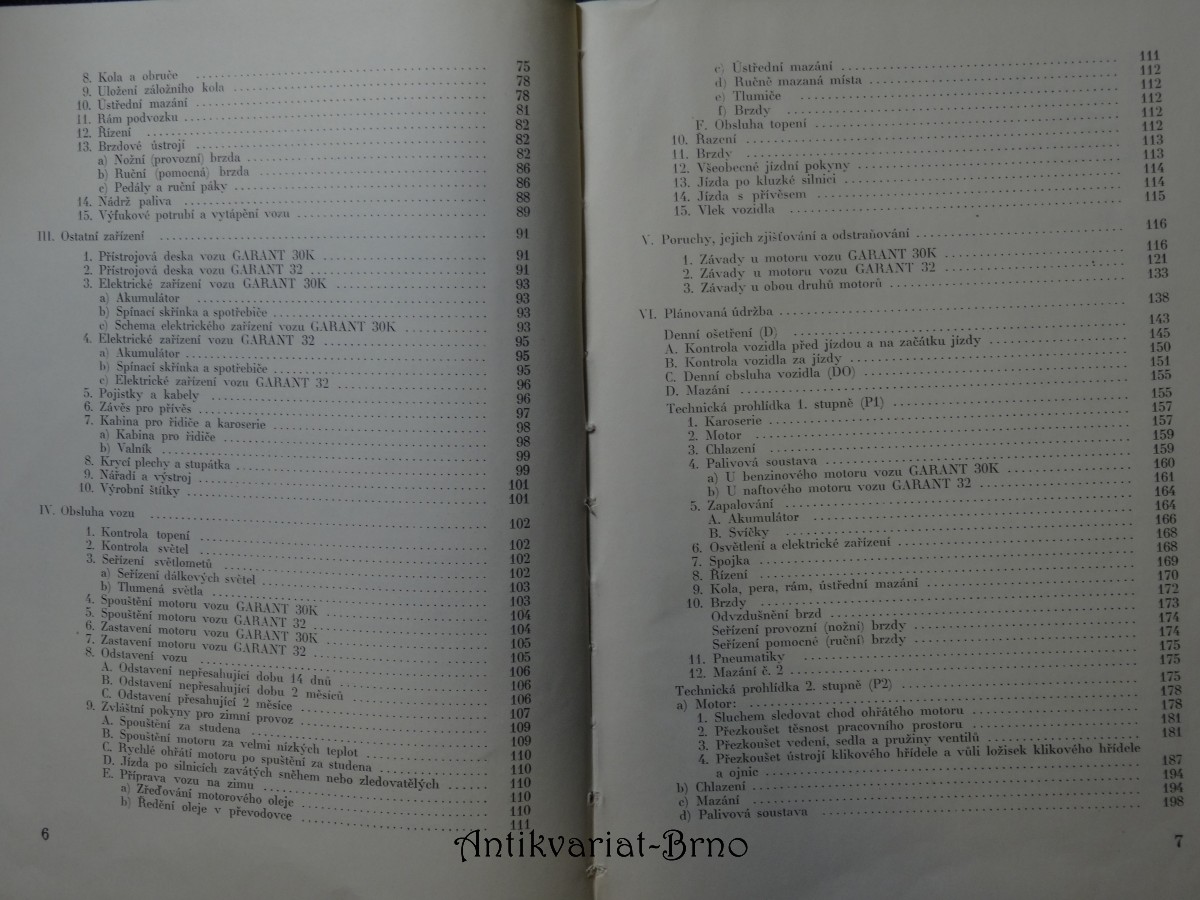 8. Kola a obruče 75
9. Uložení záložního kola 78
10. Ústřední mazání 78
11. Rám podvozku 81
12. Řízení 82
13. Brzdové ústrojí 82
a) Nožní (provozní) brzda 82
b) Ruční (pomocná) brzda 86
c) Pedály a ruční páky 86
14. Nádrž paliva 88
15. Výfukové potrubí a vytápění vozu 89
III. Ostatní zařízení 91
1. Přístrojová deska vozu GARANT 30K 91
2. Přístrojová deska vozu GARANT 32 91
3. Elektrické zařízení vozu GARANT 30K 93
a) Akumulátor 93
b) Spínací skřínka a spotřebiče 93
c) Schema elektrického zařízení vozu GARANT 30K 93
4. Elektrické zařízení vozu GARANT 32 95
a) Akumulátor 95
b) Spínací skřínka a spotřebiče 95
c) Elektrické zařízení vozu GARANT 32 96
5. Pojistky a kabely 96
6. Závěs pro přívěs 97
7. Kabina pro řidiče a karoserie 98
a) Kabina pro řidiče 98
b) Valník 99
8. Krycí plechy a stupátka 99
9. Nářadí a výstroj 101
10. Výrobní štítky 101
IV. Obsluha vozu 102
1. Kontrola topení 102
2. Kontrola světel 102
3. Seřízení světlometů 102
a) Seřízení dálkových světel 103
b) Tlumená světla 103
4. Spouštění motoru vozu GARANT 30K 104
5. Spouštění motoru vozu GARANT 32 104
6. Zastavení motoru vozu GARANT 30K 105
7. Zastavení motoru vozu GARANT 32 105
8. Odstavení vozu 106
A. Odstavení nepřesahující dobu 14 dnů 106
B. Odstavení nepřesahující dobu 2 měsíců 106
C. Odstavení přesahující 2 měsíce 107
9. Zvláštní pokyny pro zimní provoz 109
A. Spouštění za studena 109
B. Spouštění motoru za velmi nízkých teplot 110
C. Rychlé ohřátí motoru po spuštění za studena 110
D. Jízda po silnicích zavátých sněhem nebo zledovatělých 110
E. Příprava vozu na zimu 110
a) Zřeďování motorového oleje 110
b) Ředění oleje v převodovce 111
6
c) Ústřední mazání 111
d) Ručně mazaná místa 112
e) Tlumiče 112
f) Brzdy 112
F. Obsluha topení 112
10. Řazení 113
11. Brzdy 113
12. Všeobecné jízdní pokyny 114
13. Jízda po kluzké silnici 114
14. Jízda s přívěsem 115
15. Vlek vozidla
V. Poruchy, jejich zjišťování a odstraňování 116
1. Závady u motoru vozu GARANT 30K 116
2. Závady u motoru vozu GARANT 32 121
3. Závady u obou druhů motorů 133
VI. Plánovaná údržba 138
Denní ošetření (D) 143
A. Kontrola vozidla před jízdou a na začátku jízdy 145
B. Kontrola vozidla za jízdy 150
C. Denní obsluha vozidla (DO) 151
D. Mazání 155
Technická prohlídka 1. stupně (P1) 155
1. Karoserie 157
2. Motor 157
3. Chlazení 159
4. Palivová soustava 159
a) U benzinového motoru vozu GARANT 30K 160
b) U naftového motoru vozu GARANT 32 161
5. Zapalování 164
A. Akumulátor 164
B. Svíčky 166
6. Osvětlení a elektrické zařízení 168
7. Spojka 168
8. Řízení 169
9. Kola, pera, rám, ústřední mazání 170
10. Brzdy 172
Odvzdušnění brzd 173
Seřízení provozní (nožní) brzdy 174
Seřízení pomocné (ruční) brzdy 174
11. Pneumatiky 175
12. Mazání č. 2 175
Technická prohlídka 2. stupně (P2) 175
a) Motor: 178
1. Sluchem sledovat chod ohřátého motoru 178
2. Přezkoušet těsnost pracovního prostoru 181
3. Přezkoušet vedení, sedla a pružiny ventilů 181
4. Přezkoušet ústrojí klikového hřídele a vůli ložisek klikového hřídele
a ojnic 187
b) Chlazení 194
c) Mazání 194
d) Palivová soustava 198
7
Antikvariat-Brno